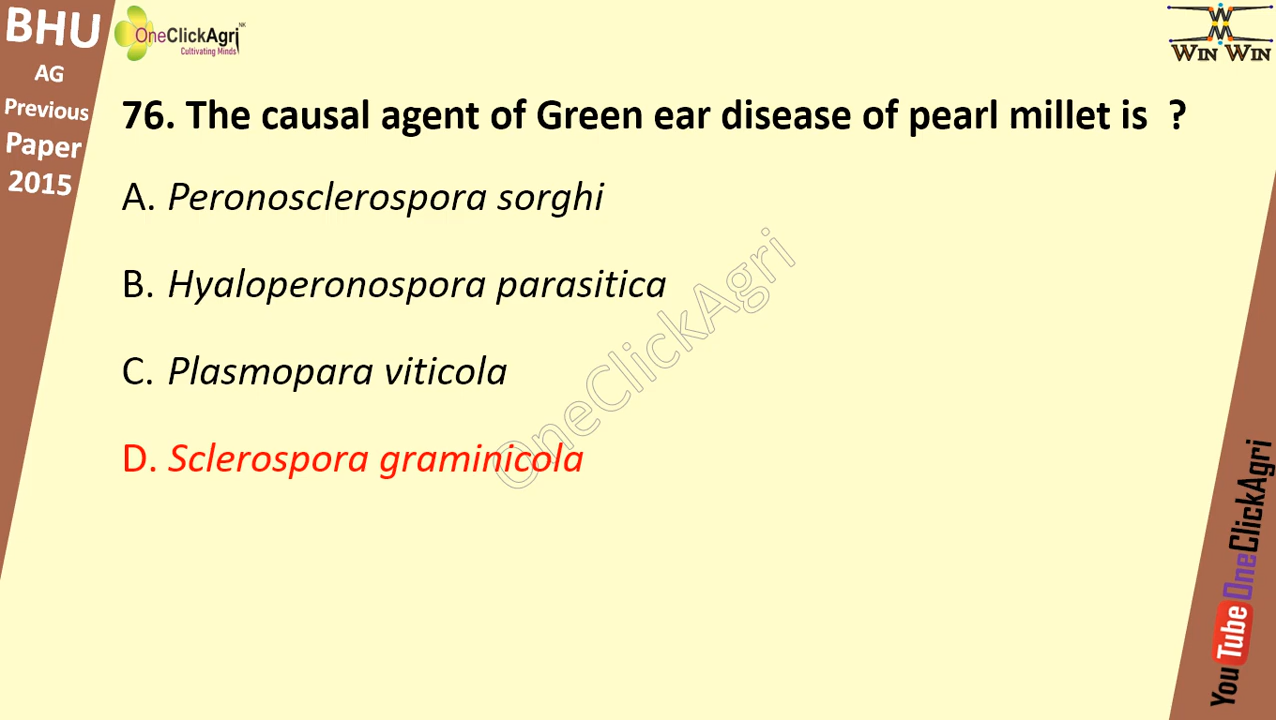 BHU
AG
Previous
Paper
2015
OneClickAgri NK
Cultivating Minds
WIN WIN
76. The causal agent of Green ear disease of pearl millet is ?
A. Peronosclerospora sorghi
B. Hyaloperonospora parasitica
C. Plasmopara viticola
D. Sclerospora graminicola
OneClickAgri
YouTube OneClickAgri